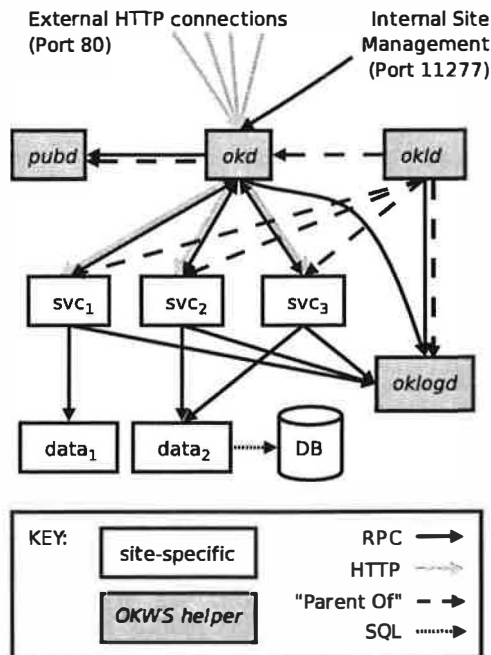 External HTTP connections
(Port 80)
Internal Site
Management
(Port 11277)
pubd
okd
okld
svc₁
svc₂
svc₃
oklogd
data₁
data₂
DB
KEY:
site-specific
OKWS helper
RPC
HTTP
"Parent Of"
SQL